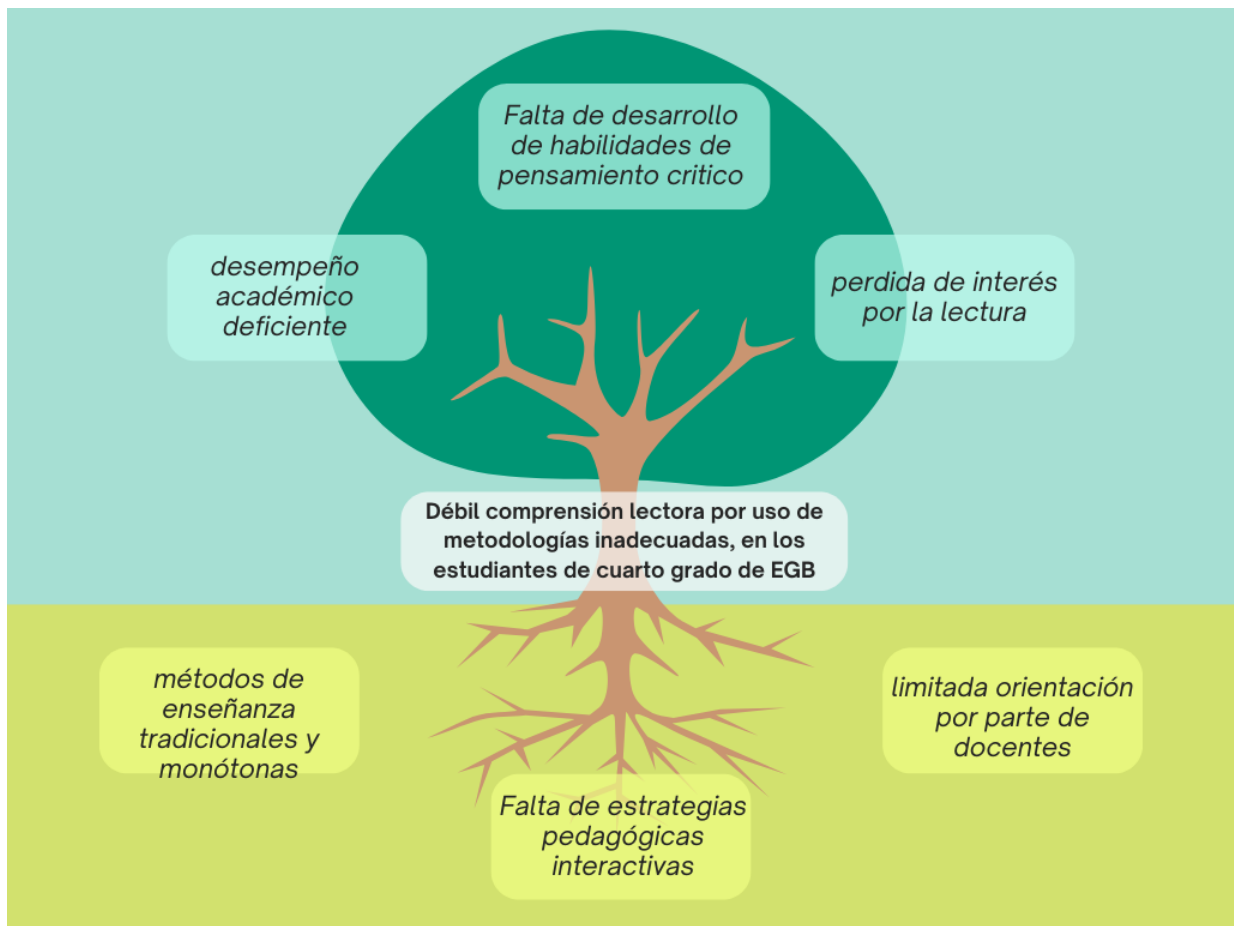 Falta de desarrollo
de habilidades de
pensamiento critico
desempeño
académico
deficiente
perdida de interés
por la lectura
Débil comprensión lectora por uso de
metodologías inadecuadas, en los
estudiantes de cuarto grado de EGB
métodos de
enseñanza
tradicionales y
monótonas
limitada orientación
por parte de
docentes
Falta de estrategias
pedagógicas
interactivas